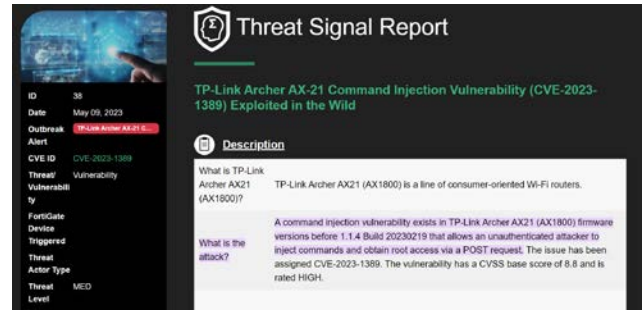 Threat Signal Report
ID 38
Date May 09, 2023
Outbreak Alert TP-Link Archer AX-21 C...
CVE ID CVE-2023-1389
Threat/ Vulnerability Vulnerability
FortiGate
Device
Triggered
Threat
Actor Type
Threat MED
Level
TP-Link Archer AX-21 Command Injection Vulnerability (CVE-2023-
1389) Exploited in the Wild
Description
What is TP-Link
Archer AX21
(AX1800)?
TP-Link Archer AX21 (AX1800) is a line of consumer-oriented Wi-Fi routers.
What is the
attack?
A command injection vulnerability exists in TP-Link Archer AX21 (AX1800) firmware
versions before 1.1.4 Build 20230219 that allows an unauthenticated attacker to
inject commands and obtain root access via a POST request. The issue has been
assigned CVE-2023-1389. The vulnerability has a CVSS base score of 8.8 and is
rated HIGH.